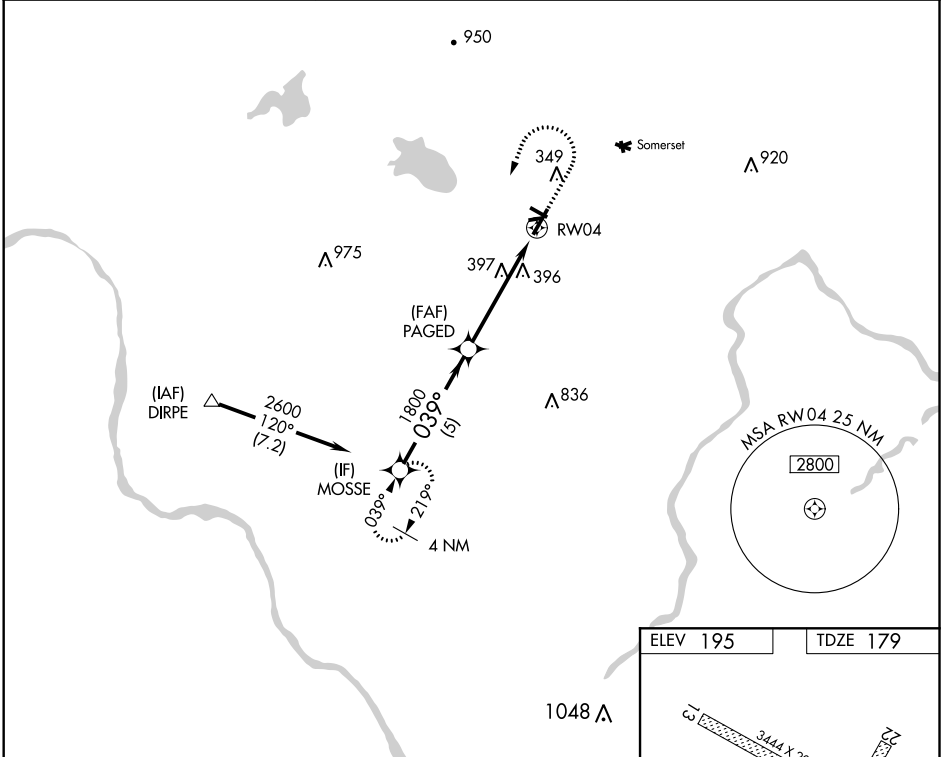 950
349
Somerset
920
RW04
975
397
396
(FAF)
PAGED
(IAF)
DIRPE
2600
120°
(7.2)
1800
039°
(5)
836
MSA RW04 25 NM
2800
(IF)
MOSSE
039°
219°
4 NM
ELEV 195
TDZE 179
1048
13
22
3444 X